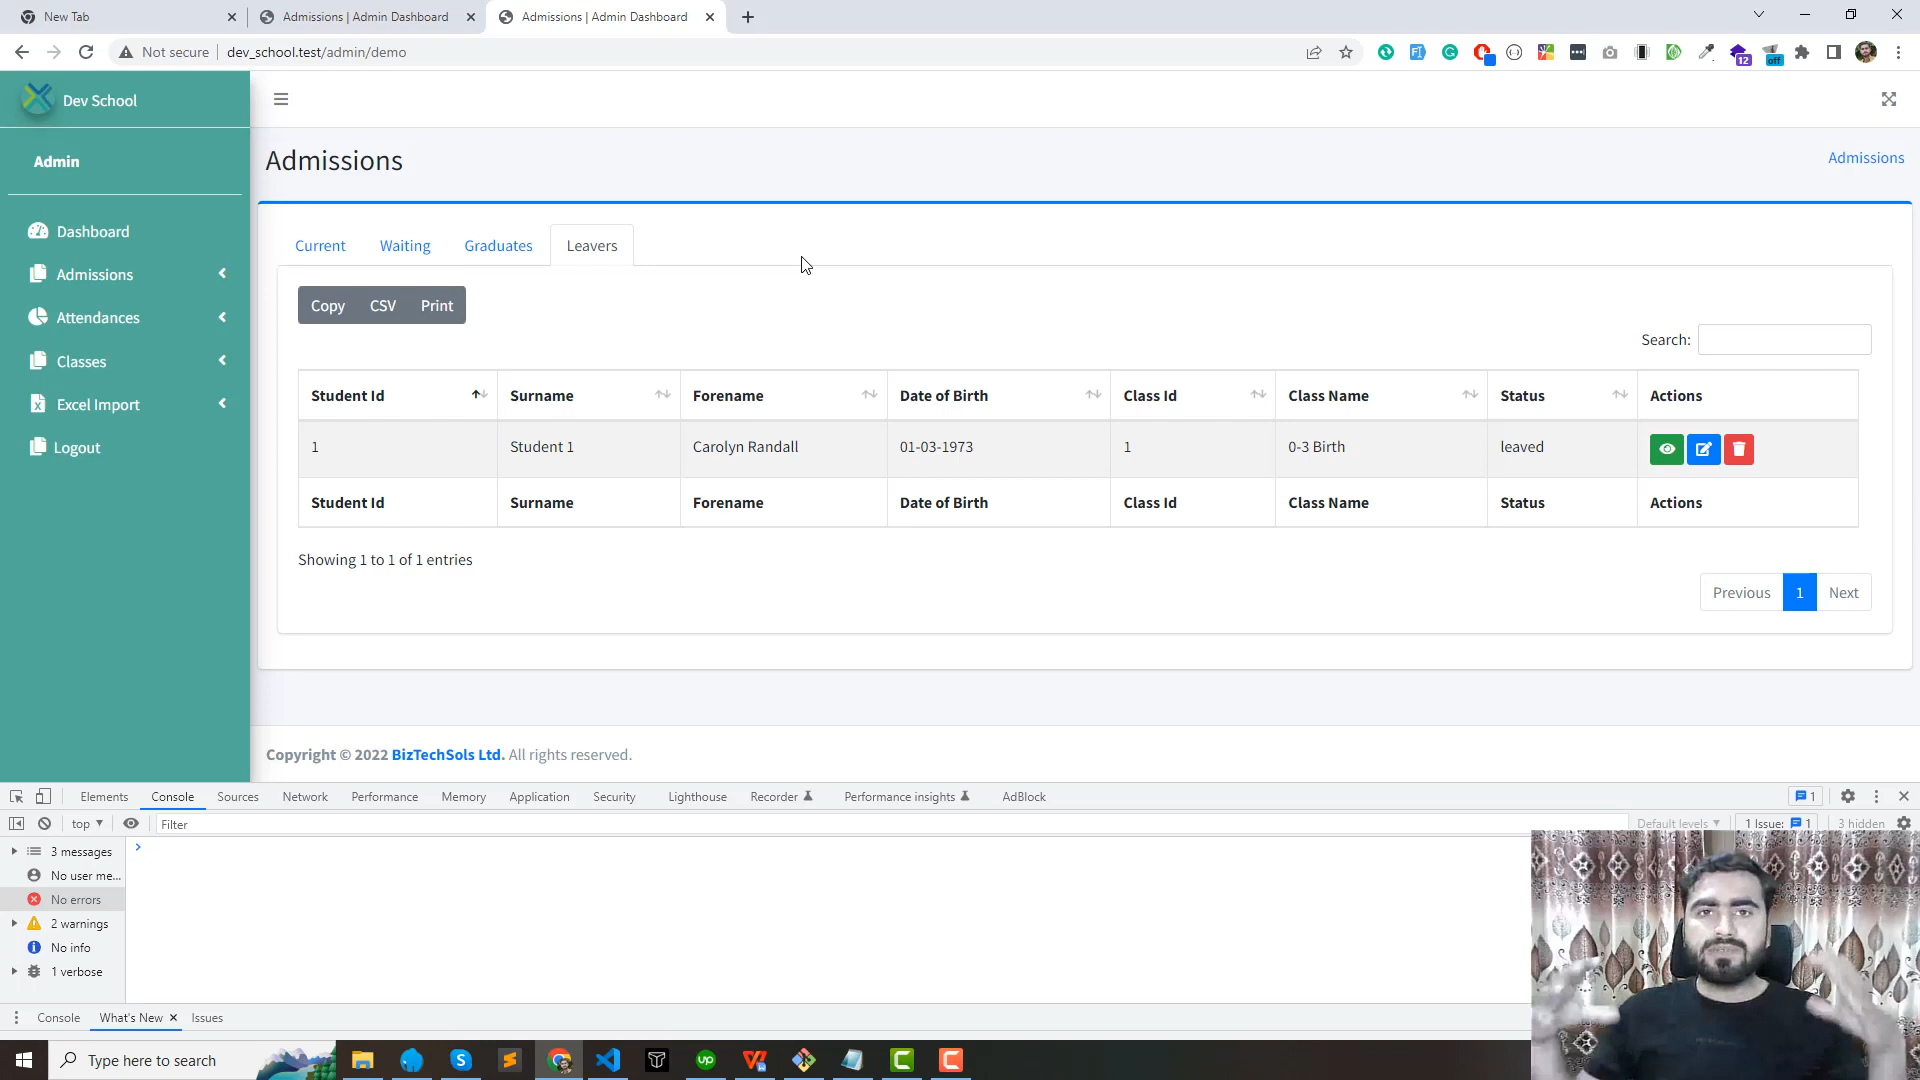 New Tab
Admissions | Admin Dashboard
Admissions | Admin Dashboard
Not secure
dev_school.test/admin/demo
12
off
Dev School
Admin
Dashboard
Admissions
Attendances
Classes
Excel Import
Logout
Admissions
Admissions
Current Waiting Graduates Leavers
Copy CSV Print
Search:
Student Id Surname Forename Date of Birth Class Id Class Name Status Actions
1 Student 1 Carolyn Randall 01-03-1973 1 0-3 Birth leaved
Student Id Surname Forename Date of Birth Class Id Class Name Status Actions
Showing 1 to 1 of 1 entries
Previous 1 Next
Copyright © 2022 BizTechSols Ltd. All rights reserved.
Elements Console Sources Network Performance Memory Application Security Lighthouse Recorder Performance insights AdBlock 1
top Filter Default levels 1 Issue: 1 3 hidden
3 messages
No user me...
No errors
2 warnings
No info
1 verbose
Console What's New Issues
Type here to search